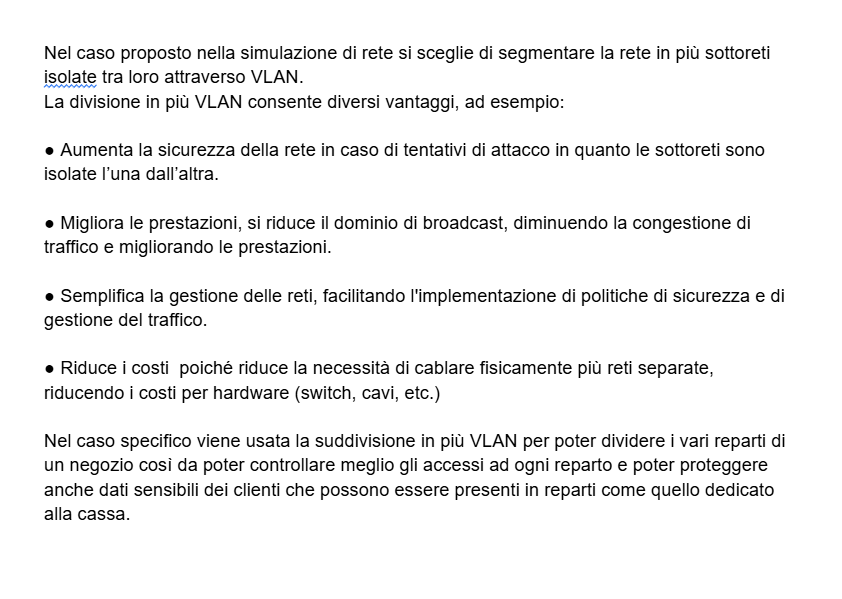 Nel caso proposto nella simulazione di rete si sceglie di segmentare la rete in più sottoreti
isolate tra loro attraverso VLAN.
La divisione in più VLAN consente diversi vantaggi, ad esempio:
● Aumenta la sicurezza della rete in caso di tentativi di attacco in quanto le sottoreti sono
isolate l’una dall’altra.
● Migliora le prestazioni, si riduce il dominio di broadcast, diminuendo la congestione di
traffico e migliorando le prestazioni.
● Semplifica la gestione delle reti, facilitando l'implementazione di politiche di sicurezza e di
gestione del traffico.
● Riduce i costi  poiché riduce la necessità di cablare fisicamente più reti separate,
riducendo i costi per hardware (switch, cavi, etc.)
Nel caso specifico viene usata la suddivisione in più VLAN per poter dividere i vari reparti di
un negozio così da poter controllare meglio gli accessi ad ogni reparto e poter proteggere
anche dati sensibili dei clienti che possono essere presenti in reparti come quello dedicato
alla cassa.